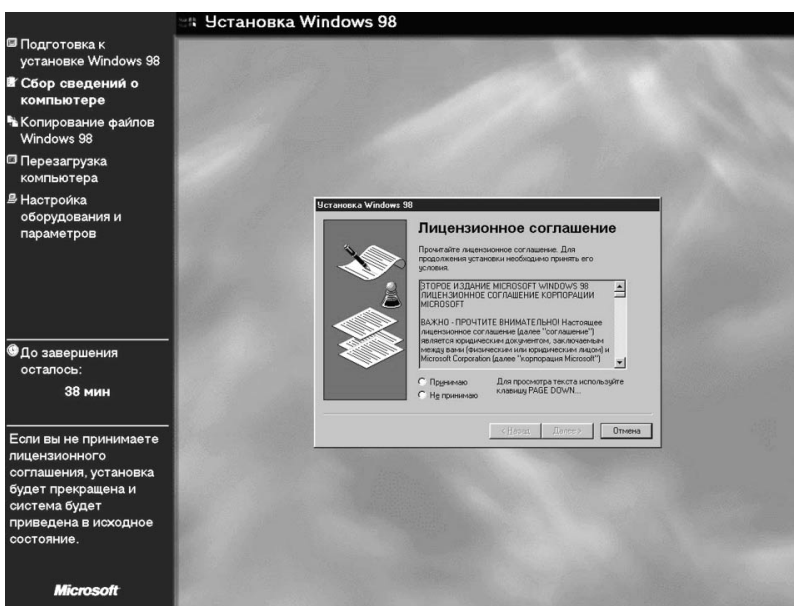 Установка Windows 98
Подготовка к
установке Windows 98
Сбор сведений о
компьютере
Копирование файлов
Windows 98
Перезагрузка
компьютера
Настройка
оборудования и
параметров
До завершения
осталось:
38 мин
Если вы не принимаете
лицензионного
соглашения, установка
будет прекращена и
система будет
приведена в исходное
состояние.
Microsoft
Установка Windows 98
Лицензионное соглашение
Прочитайте лицензионное соглашение. Для
продолжения установки необходимо принять его
условия.
ВТОРОЕ ИЗДАНИЕ MICROSOFT WINDOWS 98
ЛИЦЕНЗИОННОЕ СОГЛАШЕНИЕ КОРПОРАЦИИ
MICROSOFT
ВАЖНО - ПРОЧТИТЕ ВНИМАТЕЛЬНО! Настоящее
лицензионное соглашение (далее "соглашение")
является юридическим документом, заключаемым
между вами (физическим или юридическим лицом) и
Microsoft Corporation (далее "корпорация Microsoft")
Принимаю
Не принимаю
Для просмотра текста используйте
клавишу PAGE DOWN...
< Назад Далее > Отмена